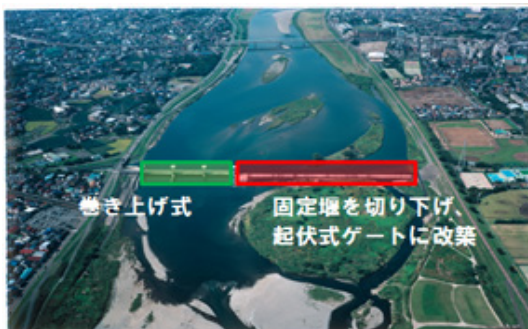 巻き上げ式
固定堰を切り下げ、
起伏式ゲートに改築